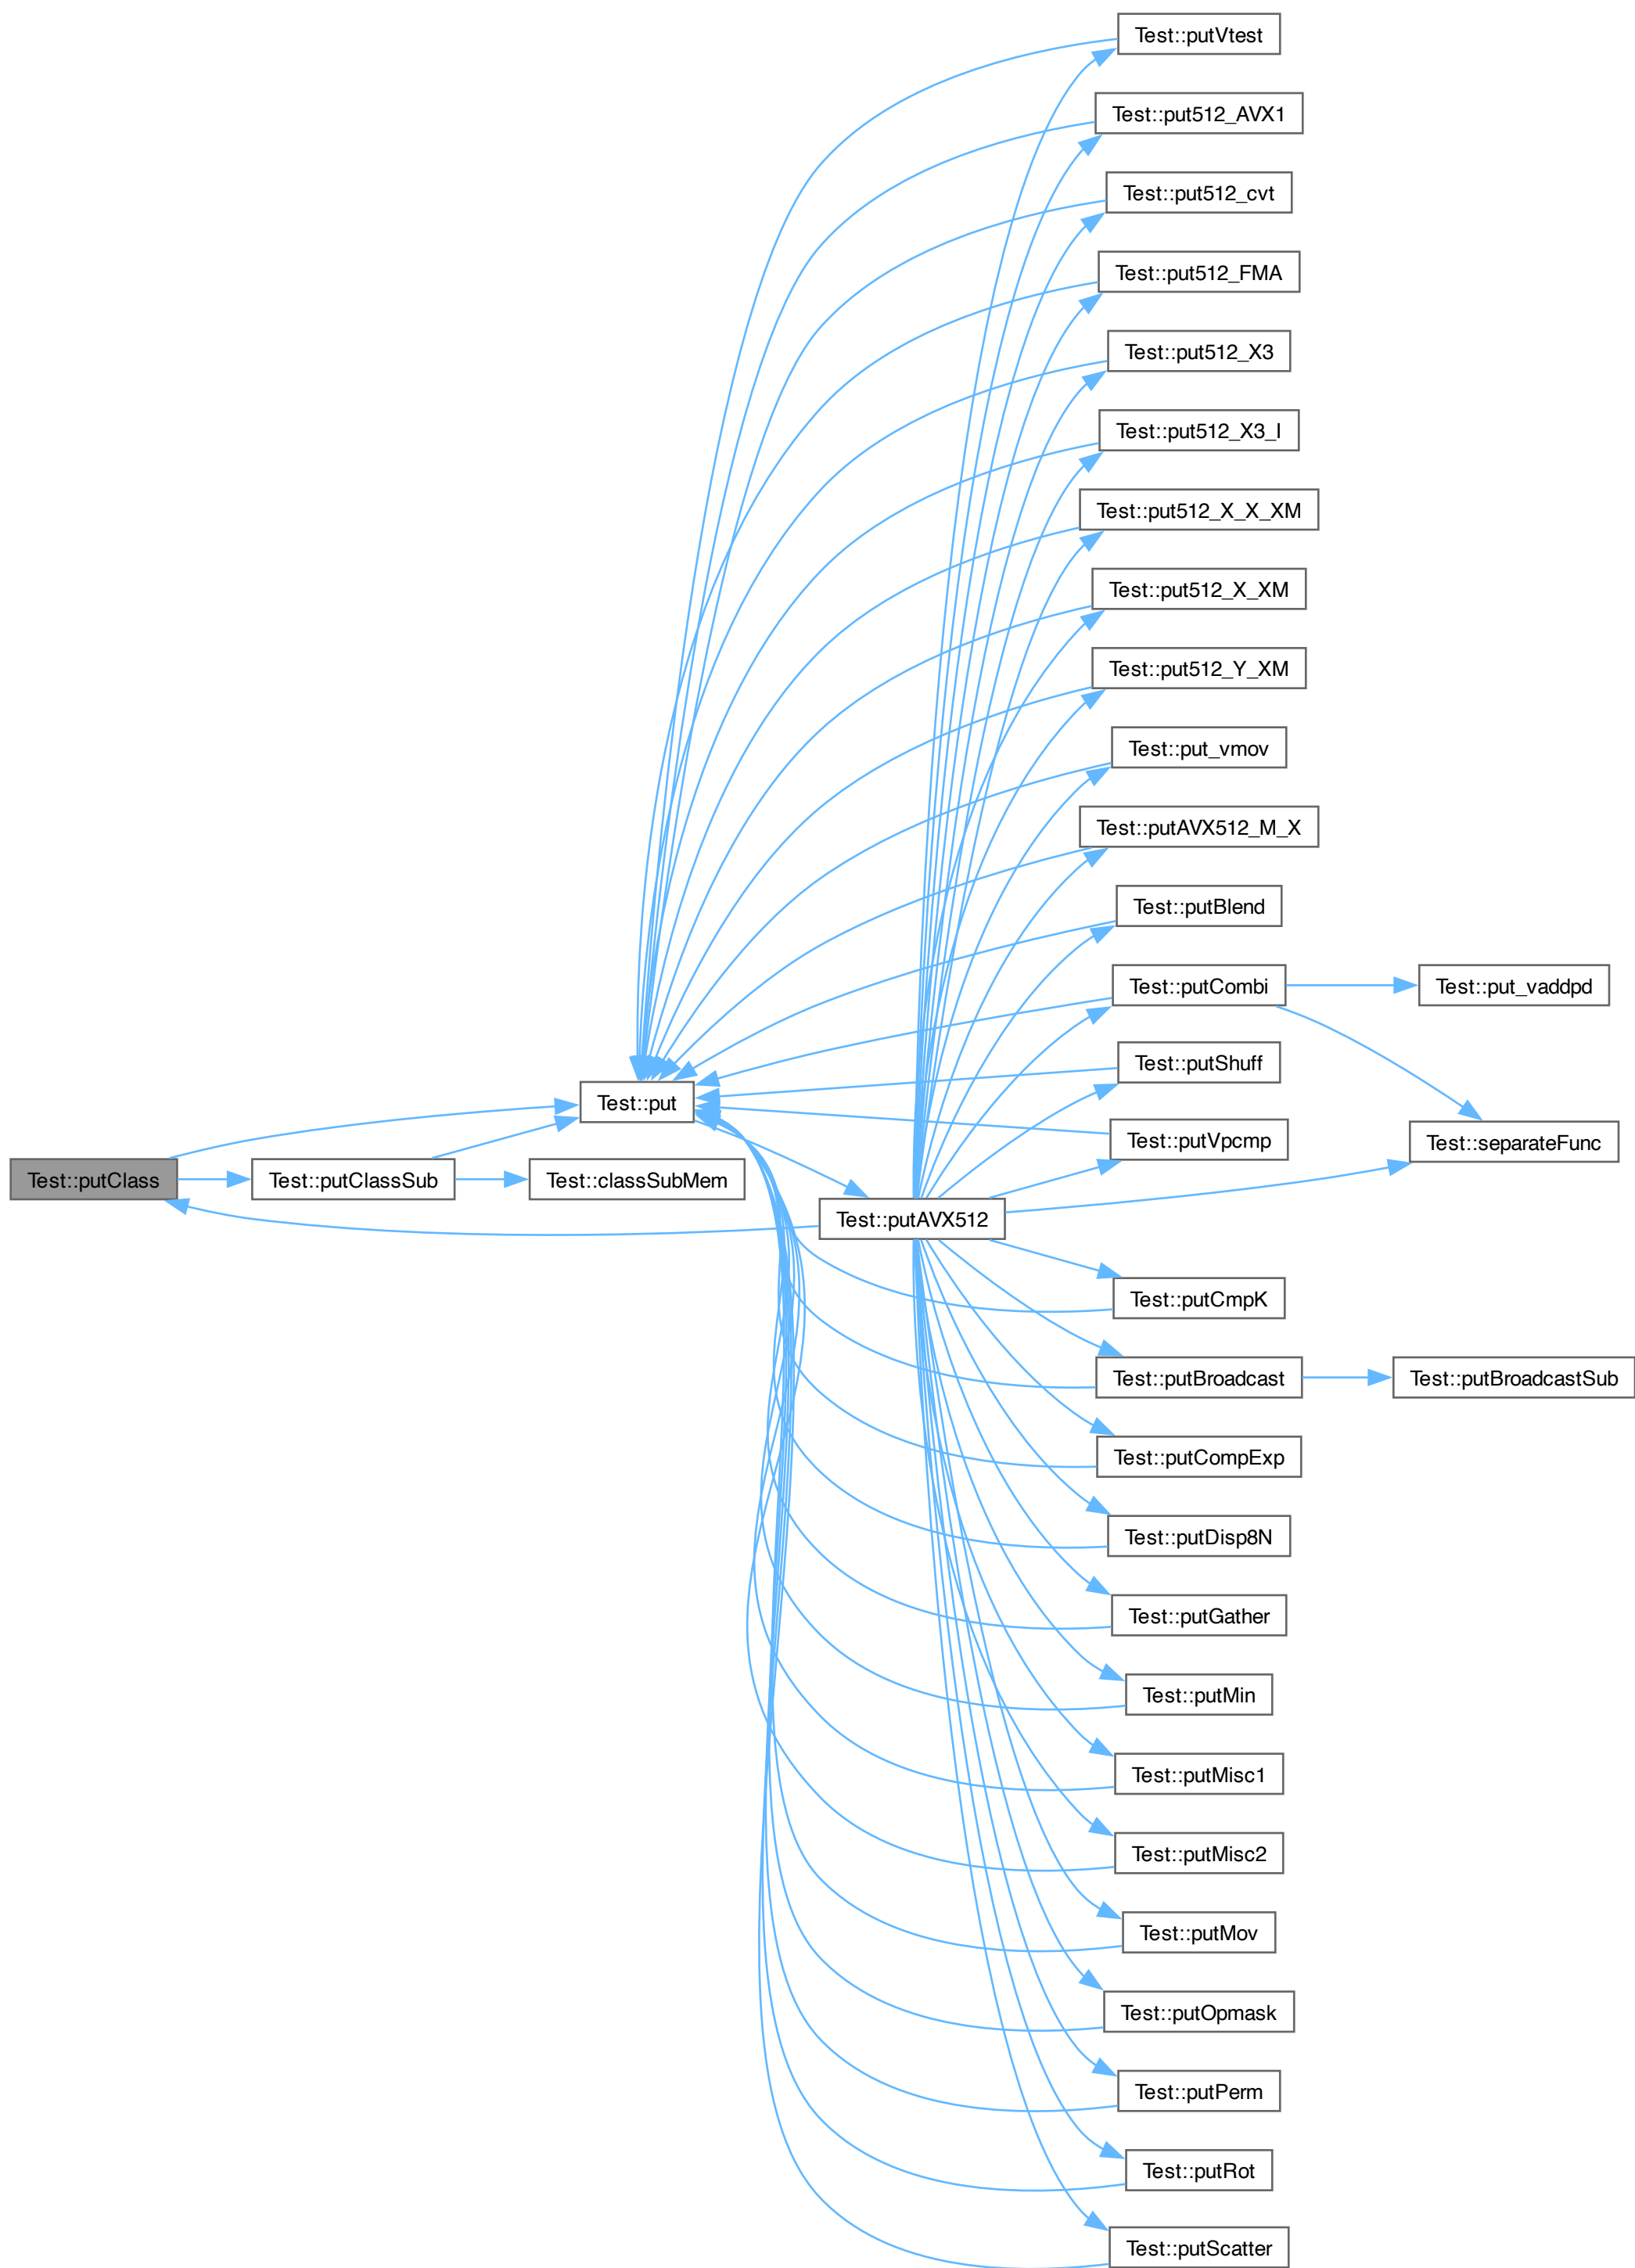 Test::putVtest
Test::put512_AVX1
Test::put512_cvt
Test::put512_FMA
Test::put512_X3
Test::put512_X3_I
Test::put512_X_X_XM
Test::put512_X_XM
Test::put512_Y_XM
Test::put_vmov
Test::putAVX512_M_X
Test::putBlend
Test::putCombi
Test::put_vaddpd
Test::putShuff
Test::put
Test::putVpcmp
Test::separateFunc
Test::putClass
Test::putClassSub
Test::classSubMem
Test::putAVX512
Test::putCmpK
Test::putBroadcast
Test::putBroadcastSub
Test::putCompExp
Test::putDisp8N
Test::putGather
Test::putMin
Test::putMisc1
Test::putMisc2
Test::putMov
Test::putOpmask
Test::putPerm
Test::putRot
Test::putScatter